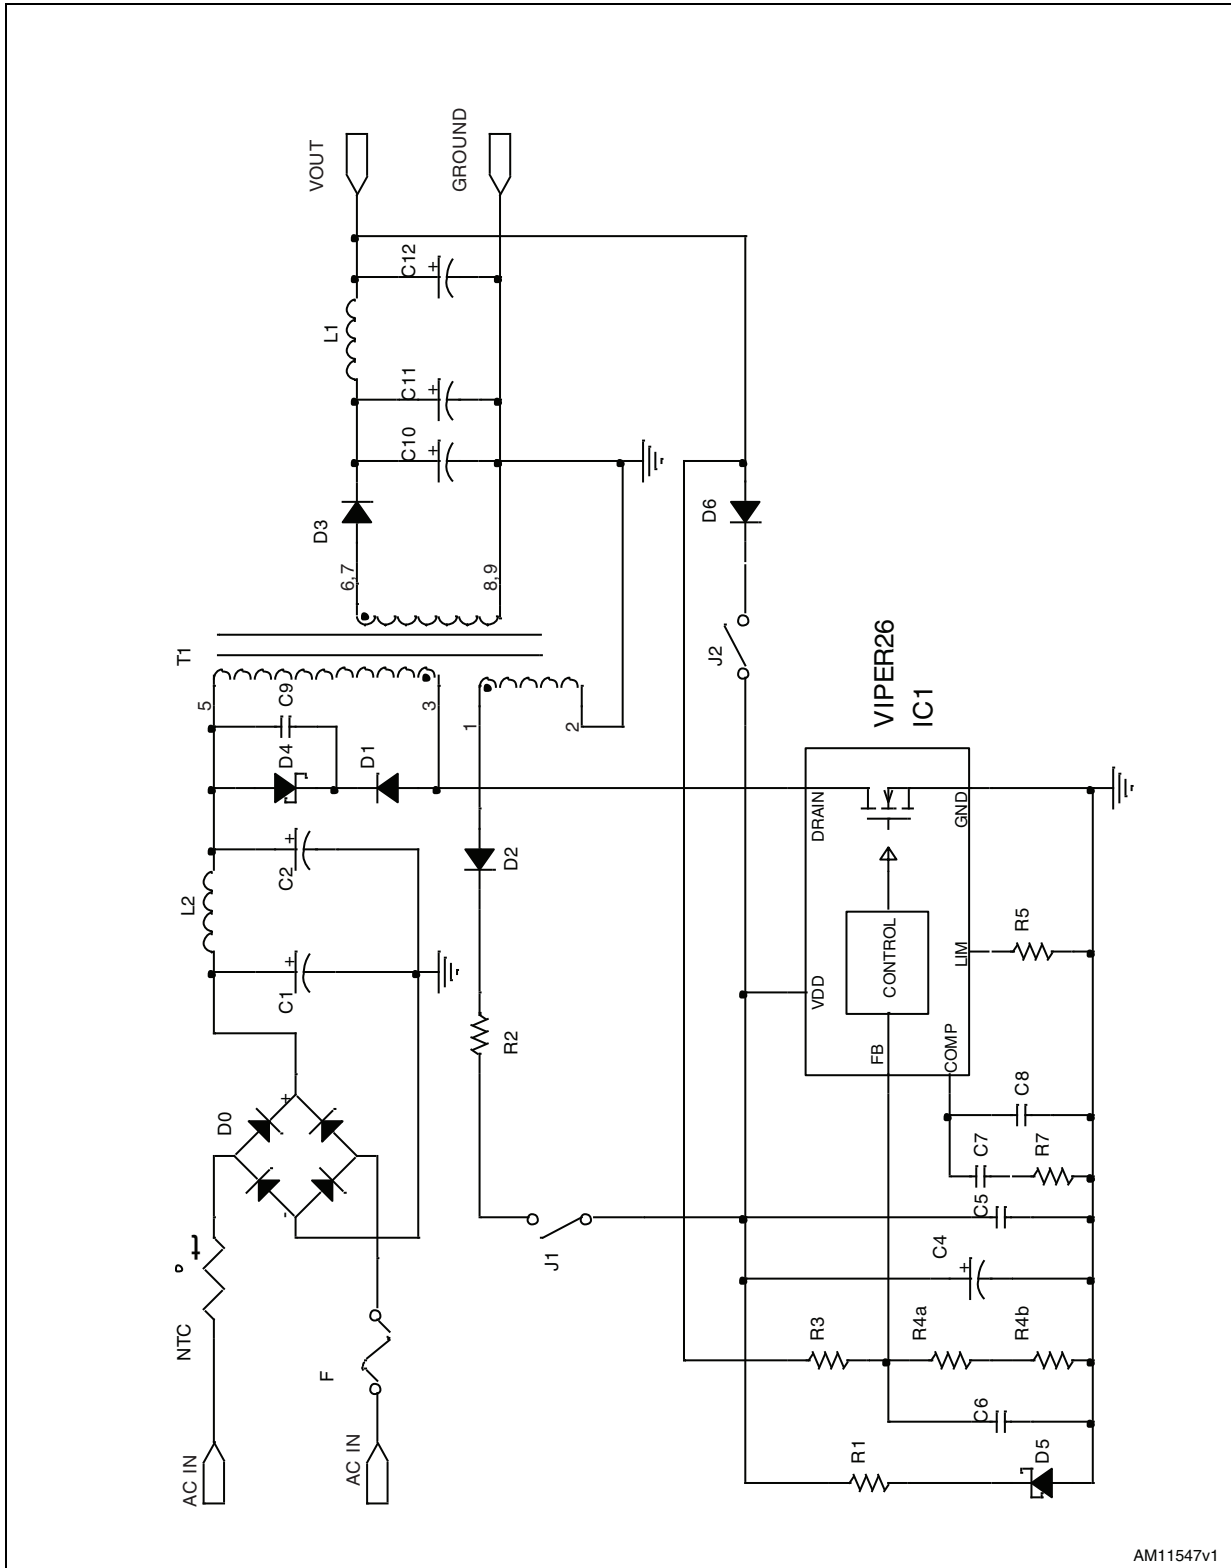 AC IN
AC IN
NTC
t
°
F
D0
+
-
C1
+
L2
C2
+
D4
C9
D1
5
3
T1
1
2
6,7
8,9
D3
C10
+
C11
+
L1
C12
+
VOUT
GROUND
D2
R2
J1
J2
D6
VIPER26
IC1
DRAIN
GND
VDD
CONTROL
LIM
FB
COMP
R5
C8
C7
R7
C5
C4
+
R3
R4a
R4b
C6
R1
D5
AM11547v1